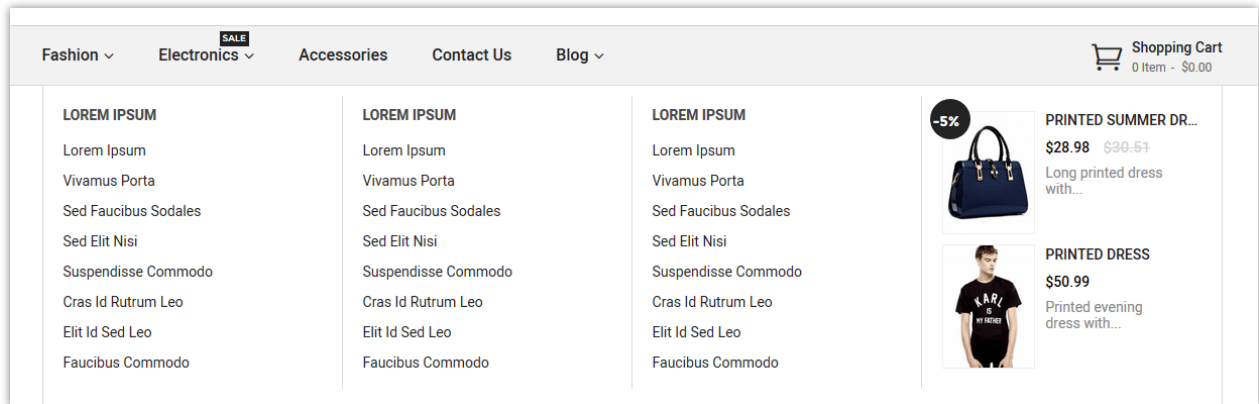 SALE
Fashion Electronics Accessories Contact Us Blog
Shopping Cart
0 Item - $0.00
LOREM IPSUM
Lorem Ipsum
Vivamus Porta
Sed Faucibus Sodales
Sed Elit Nisi
Suspendisse Commodo
Cras Id Rutrum Leo
Elit Id Sed Leo
Faucibus Commodo
LOREM IPSUM
Lorem Ipsum
Vivamus Porta
Sed Faucibus Sodales
Sed Elit Nisi
Suspendisse Commodo
Cras Id Rutrum Leo
Elit Id Sed Leo
Faucibus Commodo
LOREM IPSUM
Lorem Ipsum
Vivamus Porta
Sed Faucibus Sodales
Sed Elit Nisi
Suspendisse Commodo
Cras Id Rutrum Leo
Elit Id Sed Leo
Faucibus Commodo
-5%
PRINTED SUMMER DR...
$28.98 $30.51
Long printed dress
with...
KARL
IS
MY FATHER
PRINTED DRESS
$50.99
Printed evening
dress with...